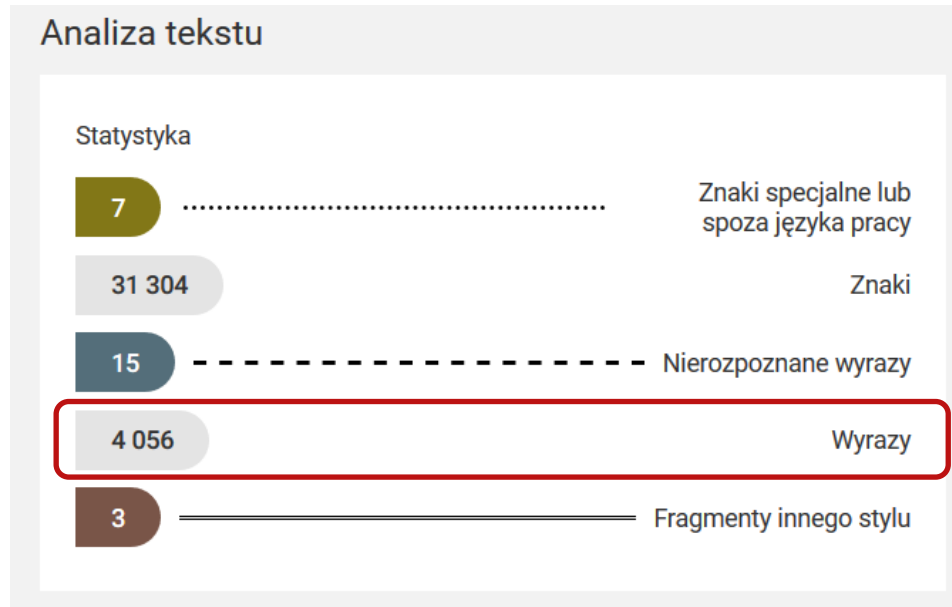 Analiza tekstu
Statystyka
7 Znaki specjalne lub
spoza języka pracy
31 304 Znaki
15 Nierozpoznane wyrazy
4 056 Wyrazy
3 Fragmenty innego stylu